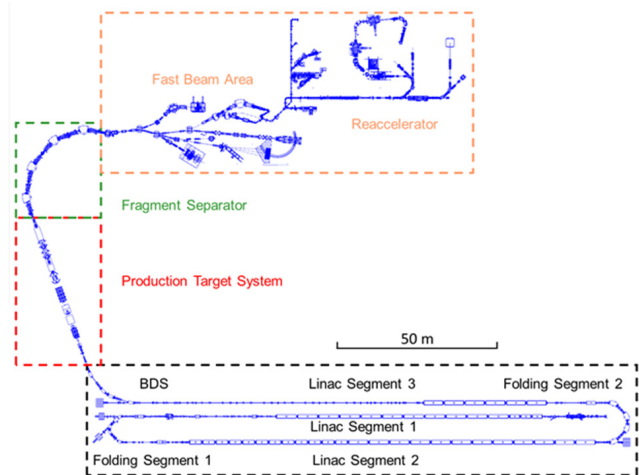 Fast Beam Area
Reaccelerator
Fragment Separator
Production Target System
50 m
BDS
Linac Segment 3
Folding Segment 2
Linac Segment 1
Folding Segment 1
Linac Segment 2